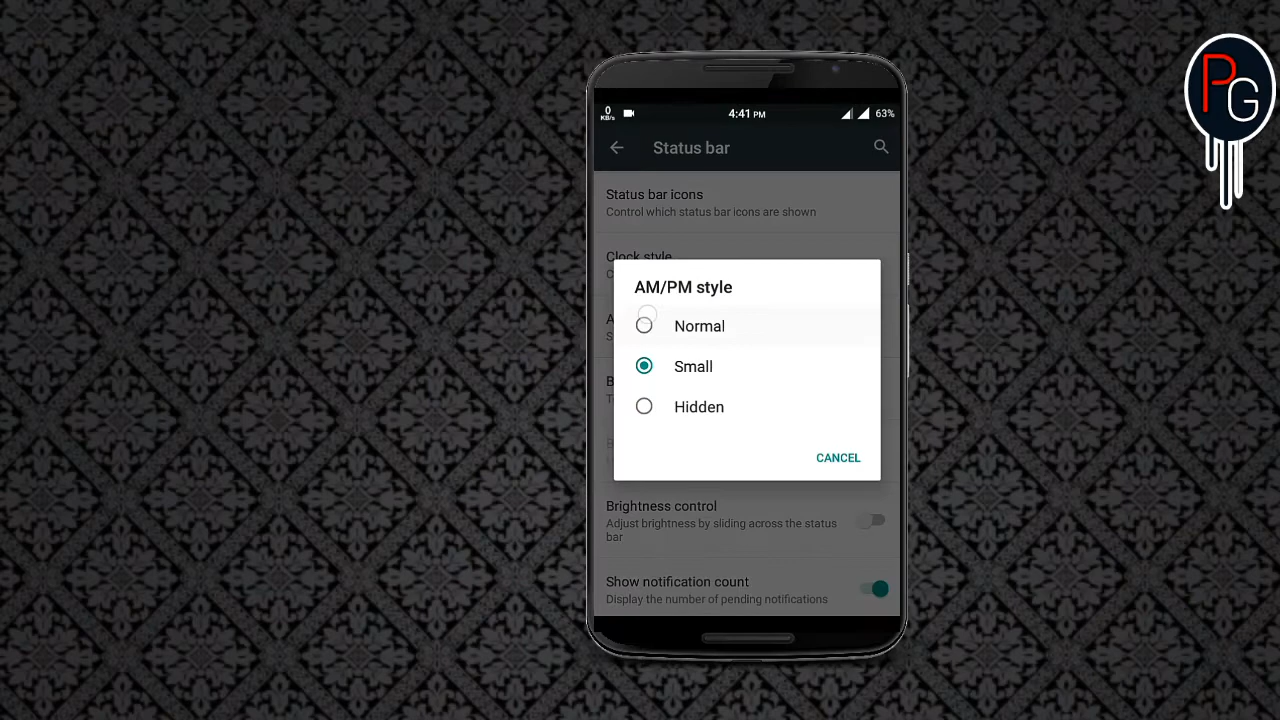 PG
0
KB/s
4:41 PM
63%
Status bar
Status bar icons
Control which status bar icons are shown
Clock style
C
AM/PM style
A
S
Normal
Small
B
T
Hidden
CANCEL
Brightness control
Adjust brightness by sliding across the status
bar
Show notification count
Display the number of pending notifications